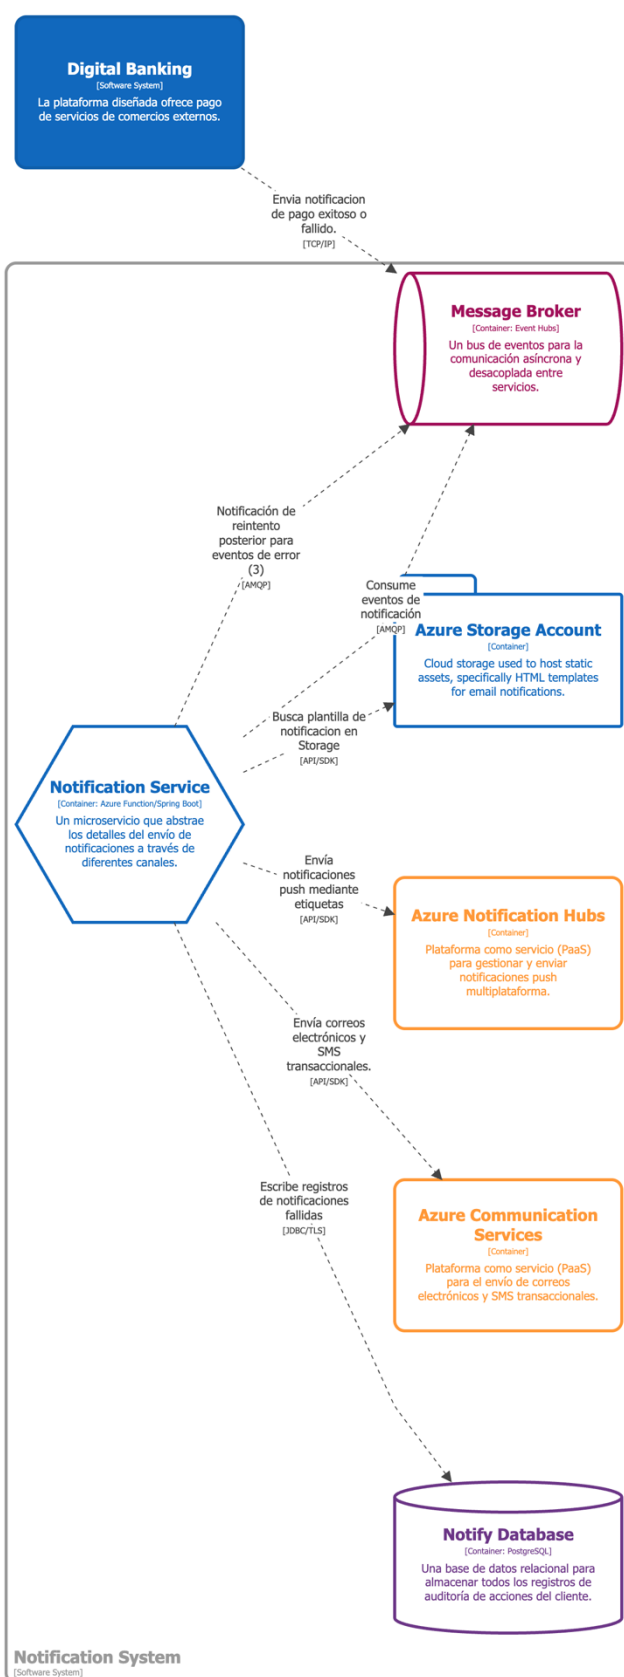 Digital Banking
[Software System]
La plataforma diseñada ofrece pago
de servicios de comercios externos.
Envia notificacion
de pago exitoso o
fallido.
[TCP/IP]
Message Broker
[Container: Event Hubs]
Un bus de eventos para la
comunicación asíncrona y
desacoplada entre
servicios.
Notificación de
reintento
posterior para
eventos de error
(3)
[AMQP]
Consume
eventos de
notificación
[AMQP]
Azure Storage Account
[Container]
Cloud storage used to host static
assets, specifically HTML templates
for email notifications.
Busca plantilla de
notificacion en
Storage
[API/SDK]
Notification Service
[Container: Azure Function/Spring Boot]
Un microservicio que abstrae
los detalles del envío de
notificaciones a través de
diferentes canales.
Envía
notificaciones
push mediante
etiquetas
[API/SDK]
Azure Notification Hubs
[Container]
Plataforma como servicio (PaaS)
para gestionar y enviar
notificaciones push
multiplataforma.
Envía correos
electrónicos y
SMS
transaccionales.
[API/SDK]
Azure Communication
Services
[Container]
Plataforma como servicio (PaaS)
para el envío de correos
electrónicos y SMS transaccionales.
Escribe registros
de notificaciones
fallidas
[JDBC/TLS]
Notify Database
[Container: PostgreSQL]
Una base de datos relacional para
almacenar todos los registros de
auditoría de acciones del cliente.
Notification System
[Software System]